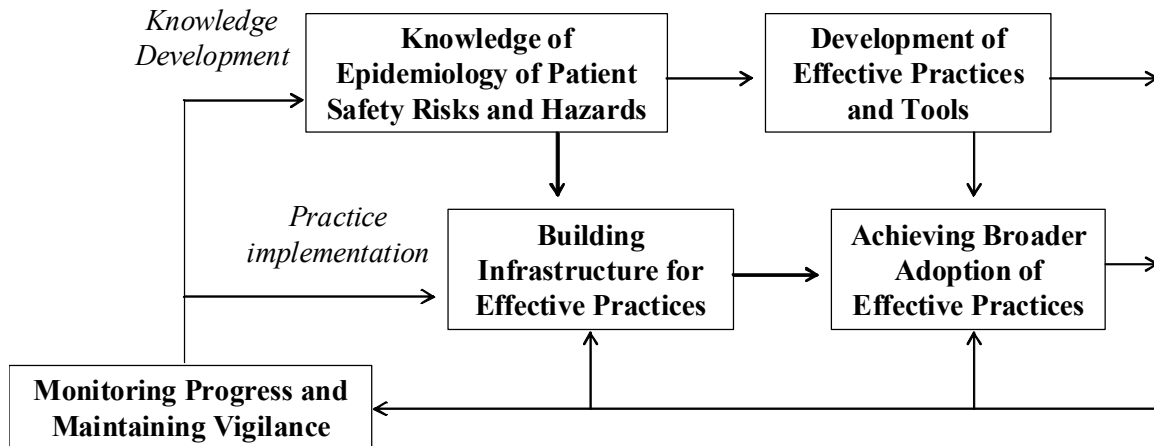 Knowledge
Development
Knowledge of
Epidemiology of Patient
Safety Risks and Hazards
Development of
Effective Practices
and Tools
Practice
implementation
Building
Infrastructure for
Effective Practices
Achieving Broader
Adoption of
Effective Practices
Monitoring Progress and
Maintaining Vigilance